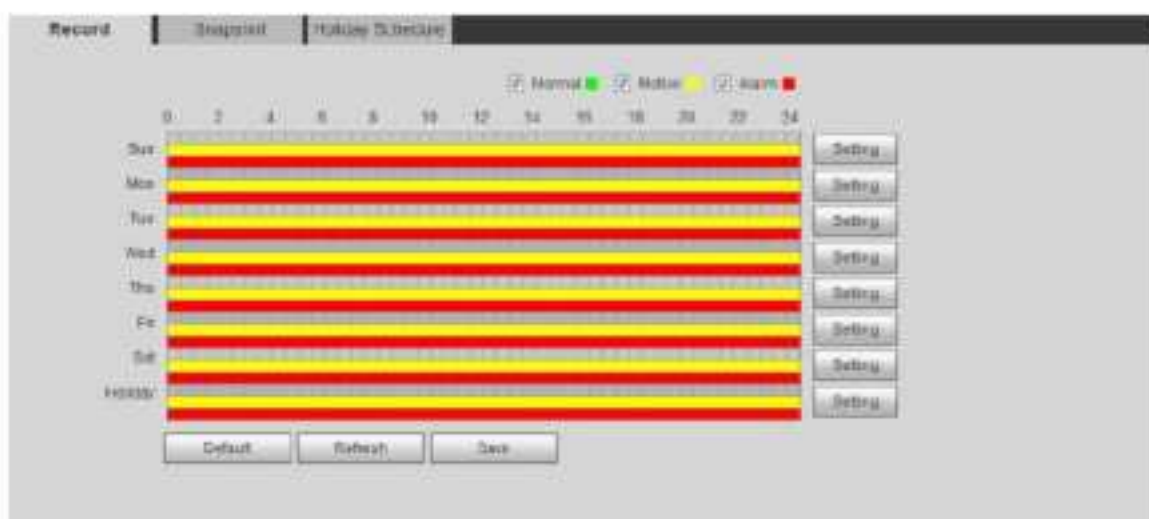 Record Snapshot Holiday Schedule
Normal Motion Alarm
0 2 4 6 8 10 12 14 16 18 20 22 24
Sun Setting
Mon Setting
Tue Setting
Wed Setting
Thu Setting
Fri Setting
Sat Setting
Holiday Setting
Default Refresh Save